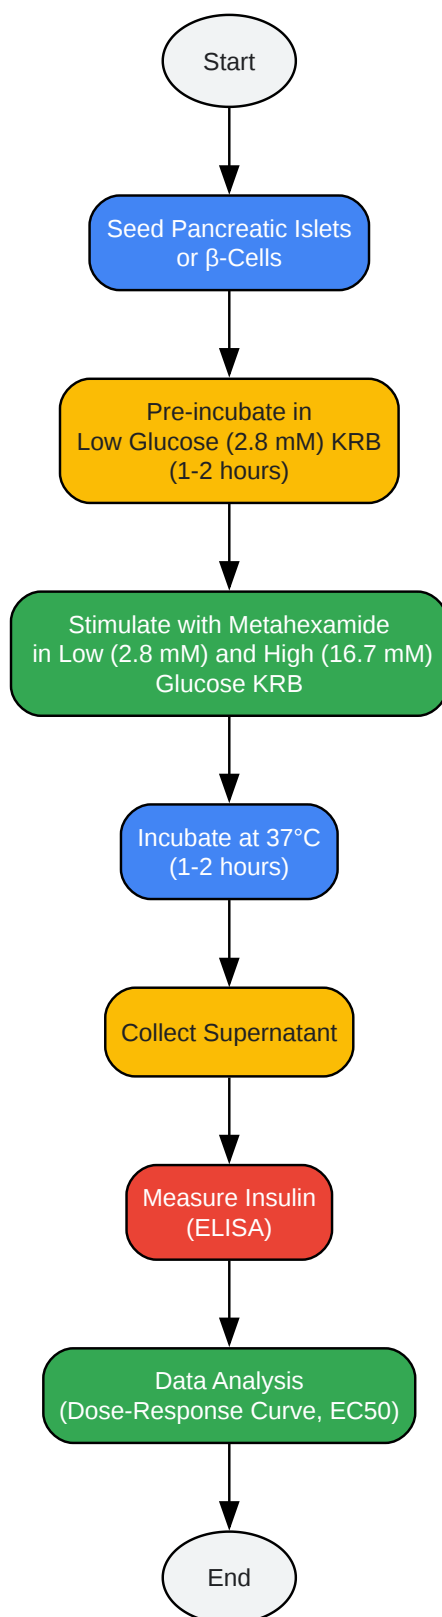 Start
Seed Pancreatic Islets
or β-Cells
Pre-incubate in
Low Glucose (2.8 mM) KRB
(1-2 hours)
Stimulate with Metahexamide
in Low (2.8 mM) and High (16.7 mM)
Glucose KRB
Incubate at 37°C
(1-2 hours)
Collect Supernatant
Measure Insulin
(ELISA)
Data Analysis
(Dose-Response Curve, EC50)
End